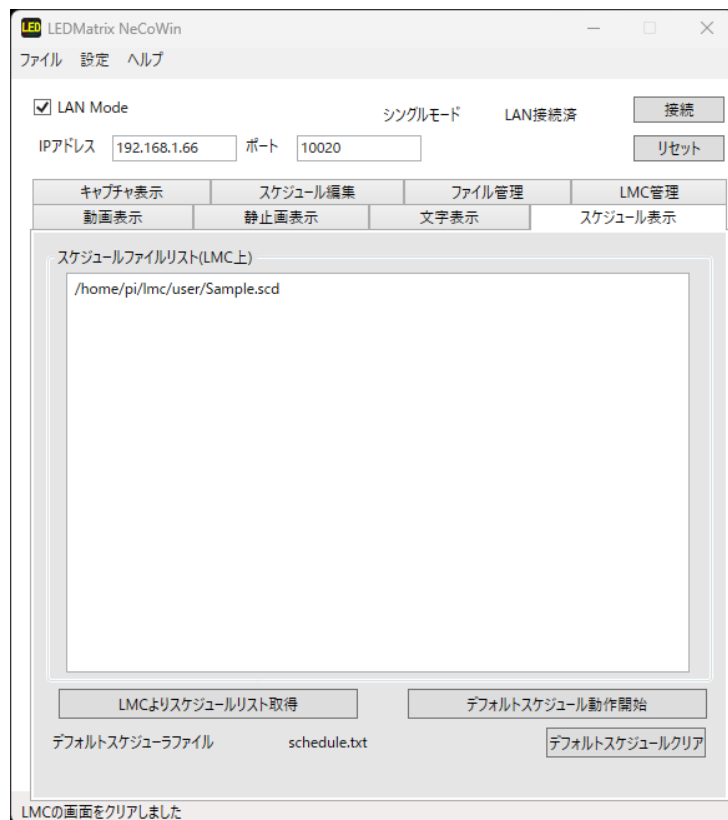 LED LEDMatrix NeCoWin
ファイル 設定 ヘルプ
LAN Mode シングルモード LAN接続済 接続
IPアドレス 192.168.1.66 ポート 10020 リセット
キャプチャ表示 スケジュール編集 ファイル管理 LMC管理
動画表示 静止画表示 文字表示 スケジュール表示
スケジュールファイルリスト(LMC上)
/home/pi/lmc/user/Sample.scd
LMCよりスケジュールリスト取得 デフォルトスケジュール動作開始
デフォルトスケジューラファイル schedule.txt デフォルトスケジュールクリア
LMCの画面をクリアしました